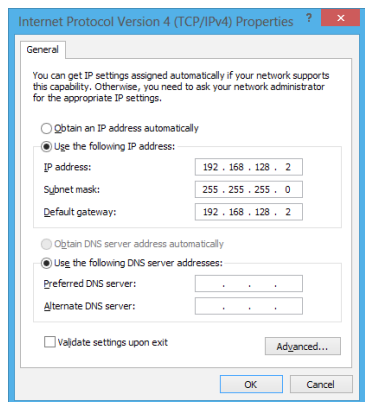 Internet Protocol Version 4 (TCP/IPv4) Properties ? ×
General
You can get IP settings assigned automatically if your network supports
this capability. Otherwise, you need to ask your network administrator
for the appropriate IP settings.
Obtain an IP address automatically
Use the following IP address:
IP address: 192 . 168 . 128 . 2
Subnet mask: 255 . 255 . 255 . 0
Default gateway: 192 . 168 . 128 . 2
Obtain DNS server address automatically
Use the following DNS server addresses:
Preferred DNS server: . . .
Alternate DNS server: . . .
Validate settings upon exit
Advanced...
OK Cancel